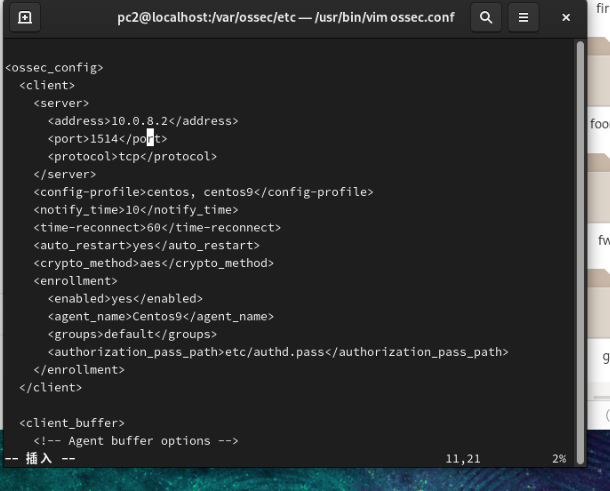 pc2@localhost:/var/ossec/etc — /usr/bin/vim ossec.conf
<ossec_config>
  <client>
    <server>
      <address>10.0.8.2</address>
      <port>1514</port>
      <protocol>tcp</protocol>
    </server>
    <config-profile>centos, centos9</config-profile>
    <notify_time>10</notify_time>
    <time-reconnect>60</time-reconnect>
    <auto_restart>yes</auto_restart>
    <crypto_method>aes</crypto_method>
    <enrollment>
      <enabled>yes</enabled>
      <agent_name>Centos9</agent_name>
      <groups>default</groups>
      <authorization_pass_path>etc/authd.pass</authorization_pass_path>
    </enrollment>
  </client>
  <client_buffer>
    <!-- Agent buffer options -->
-- 插入 -- 11,21 2%
fir
foo
fw
g